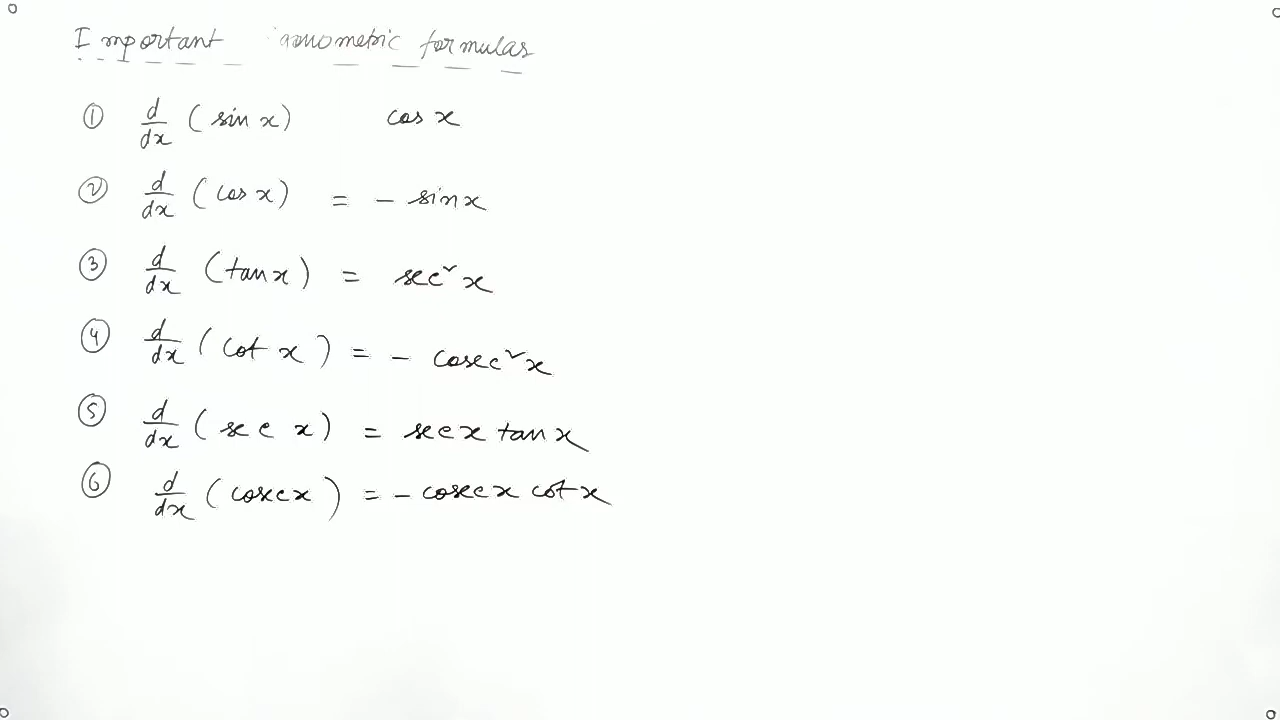 Important formulas
① d/dx (sin x) cos x
② d/dx (cos x) = - sin x
③ d/dx (tan x) = sec² x
④ d/dx (cot x) = - cosec² x
⑤ d/dx (sec x) = sec x tan x
⑥ d/dx (cosec x) = - cosec x cot x